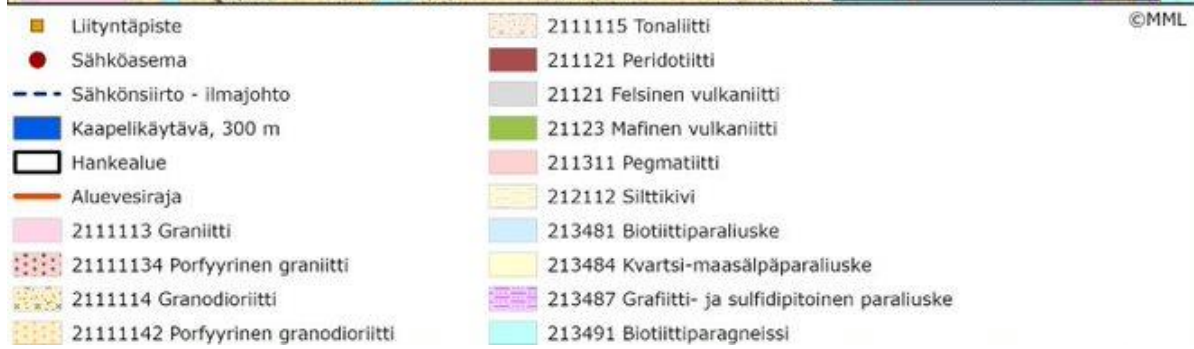 Liityntäpiste
Sähköasema
Sähkönsiirto - ilmajohto
Kaapelikäytävä, 300 m
Hankealue
Aluevesiraja
2111113 Graniitti
21111134 Porfyyrinen graniitti
2111114 Granodioriitti
21111142 Porfyyrinen granodioriitti
2111115 Tonaliitti
211121 Peridotiitti
21121 Felsinen vulkaniitti
21123 Mafinen vulkaniitti
211311 Pegmatiitti
212112 Silttikivi
213481 Biotiittiparaliuske
213484 Kvartsi-maasälpäparaliuske
213487 Grafiitti- ja sulfidipitoinen paraliuske
213491 Biotiittiparagneissi
©MML